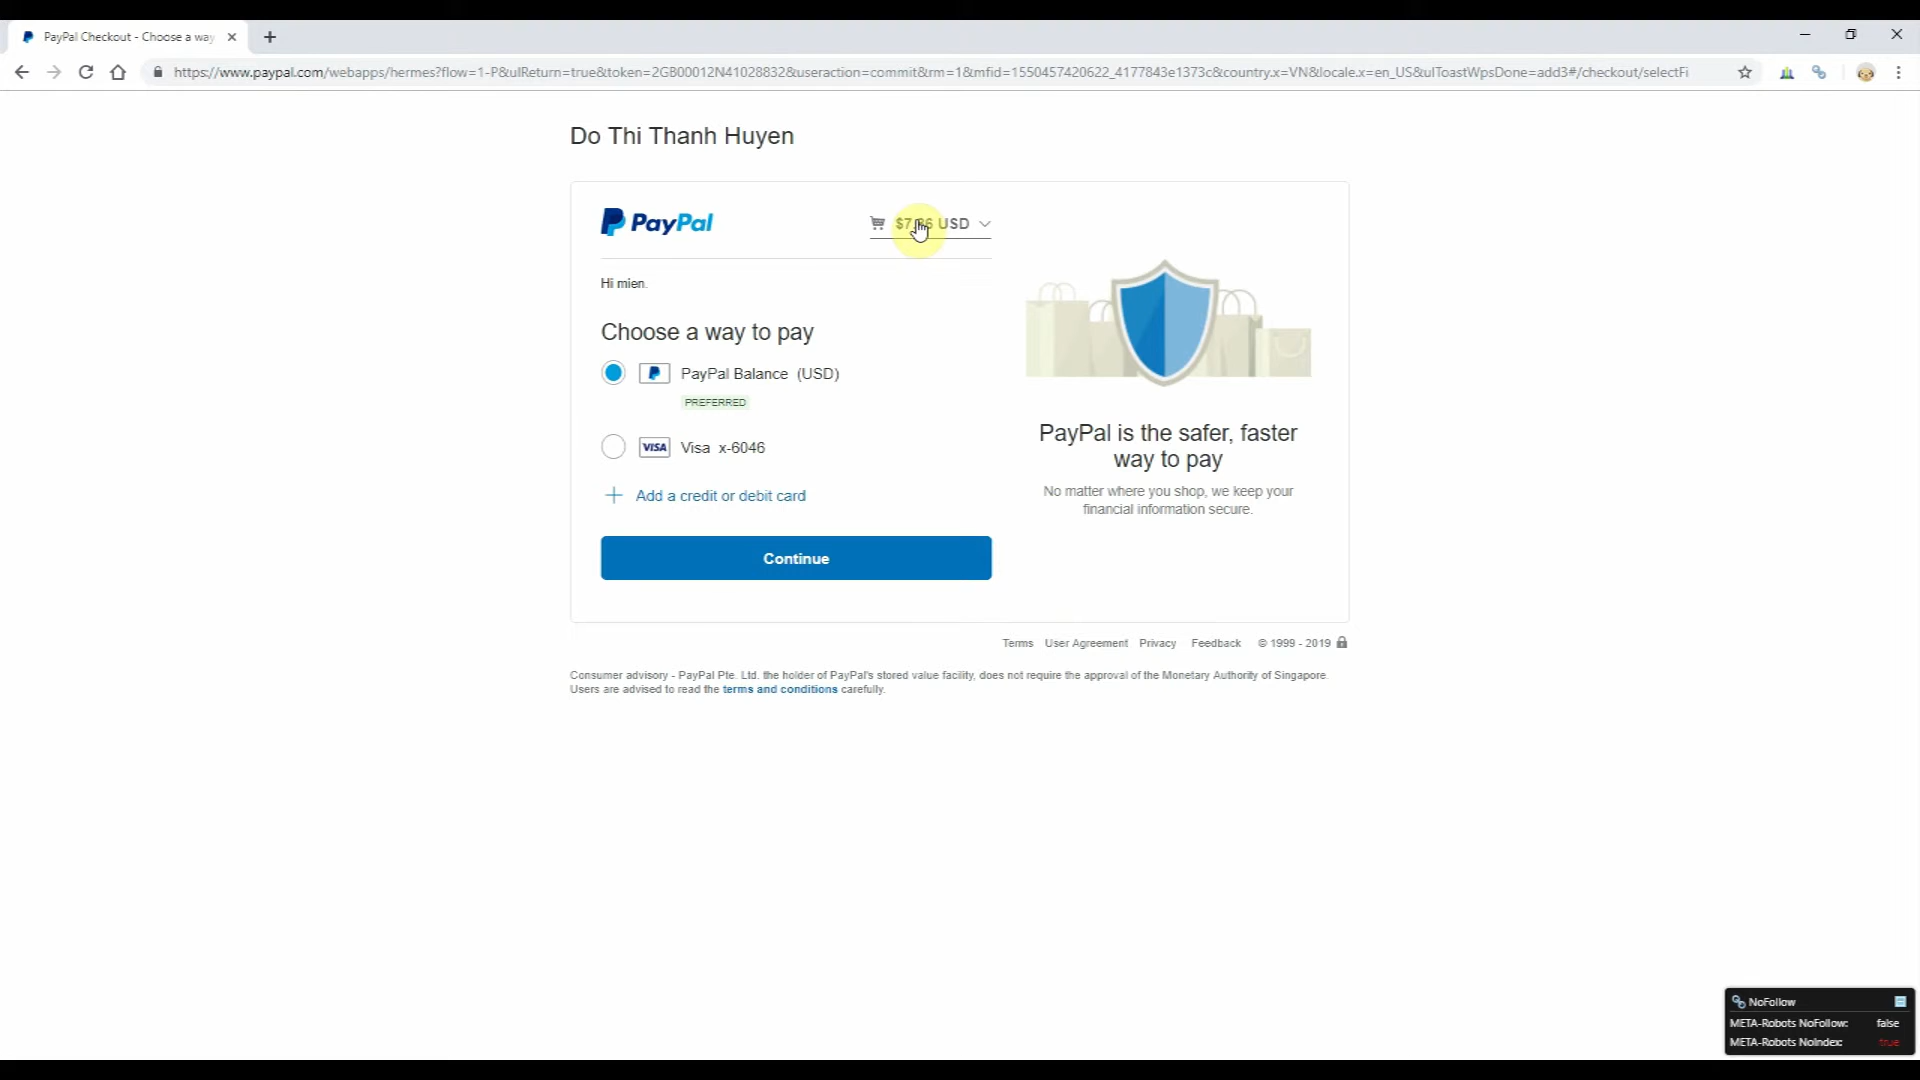 PayPal Checkout - Choose a way
https://www.paypal.com/webapps/hermes?flow=1-P&ulReturn=true&token=2GB00012N41028832&useraction=commit&rm=1&mfid=1550457420622_4177843e1373c&country.x=VN&locale.x=en_US&ulToastWpsDone=add3#/checkout/selectFi
Do Thi Thanh Huyen
PayPal
USD
Hi mien.
Choose a way to pay
PayPal Balance (USD)
PREFERRED
VISA Visa x-6046
Add a credit or debit card
Continue
PayPal is the safer, faster
way to pay
No matter where you shop, we keep your
financial information secure.
Terms User Agreement Privacy Feedback © 1999 - 2019
Consumer advisory - PayPal Pte. Ltd. the holder of PayPal's stored value facility, does not require the approval of the Monetary Authority of Singapore.
Users are advised to read the terms and conditions carefully.
NoFollow
META-Robots NoFollow: false
META-Robots NoIndex: true